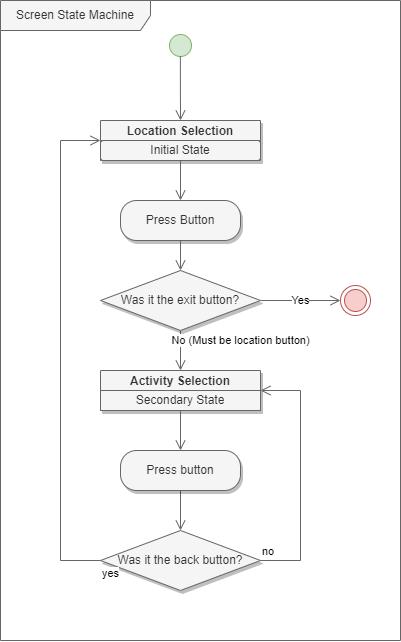 Screen State Machine
Location Selection
Initial State
Press Button
Was it the exit button?
Yes
No (Must be location button)
Activity Selection
Secondary State
Press button
Was it the back button?
no
yes